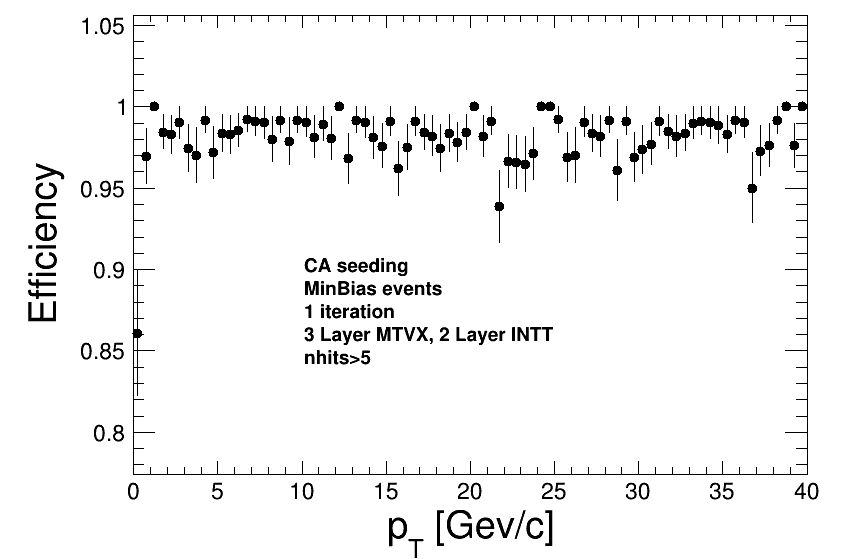 1.05
1
0.95
0.9
0.85
0.8
Efficiency
CA seeding
MinBias events
1 iteration
3 Layer MTVX, 2 Layer INTT
nhits>5
0 5 10 15 20 25 30 35 40
p_T [Gev/c]